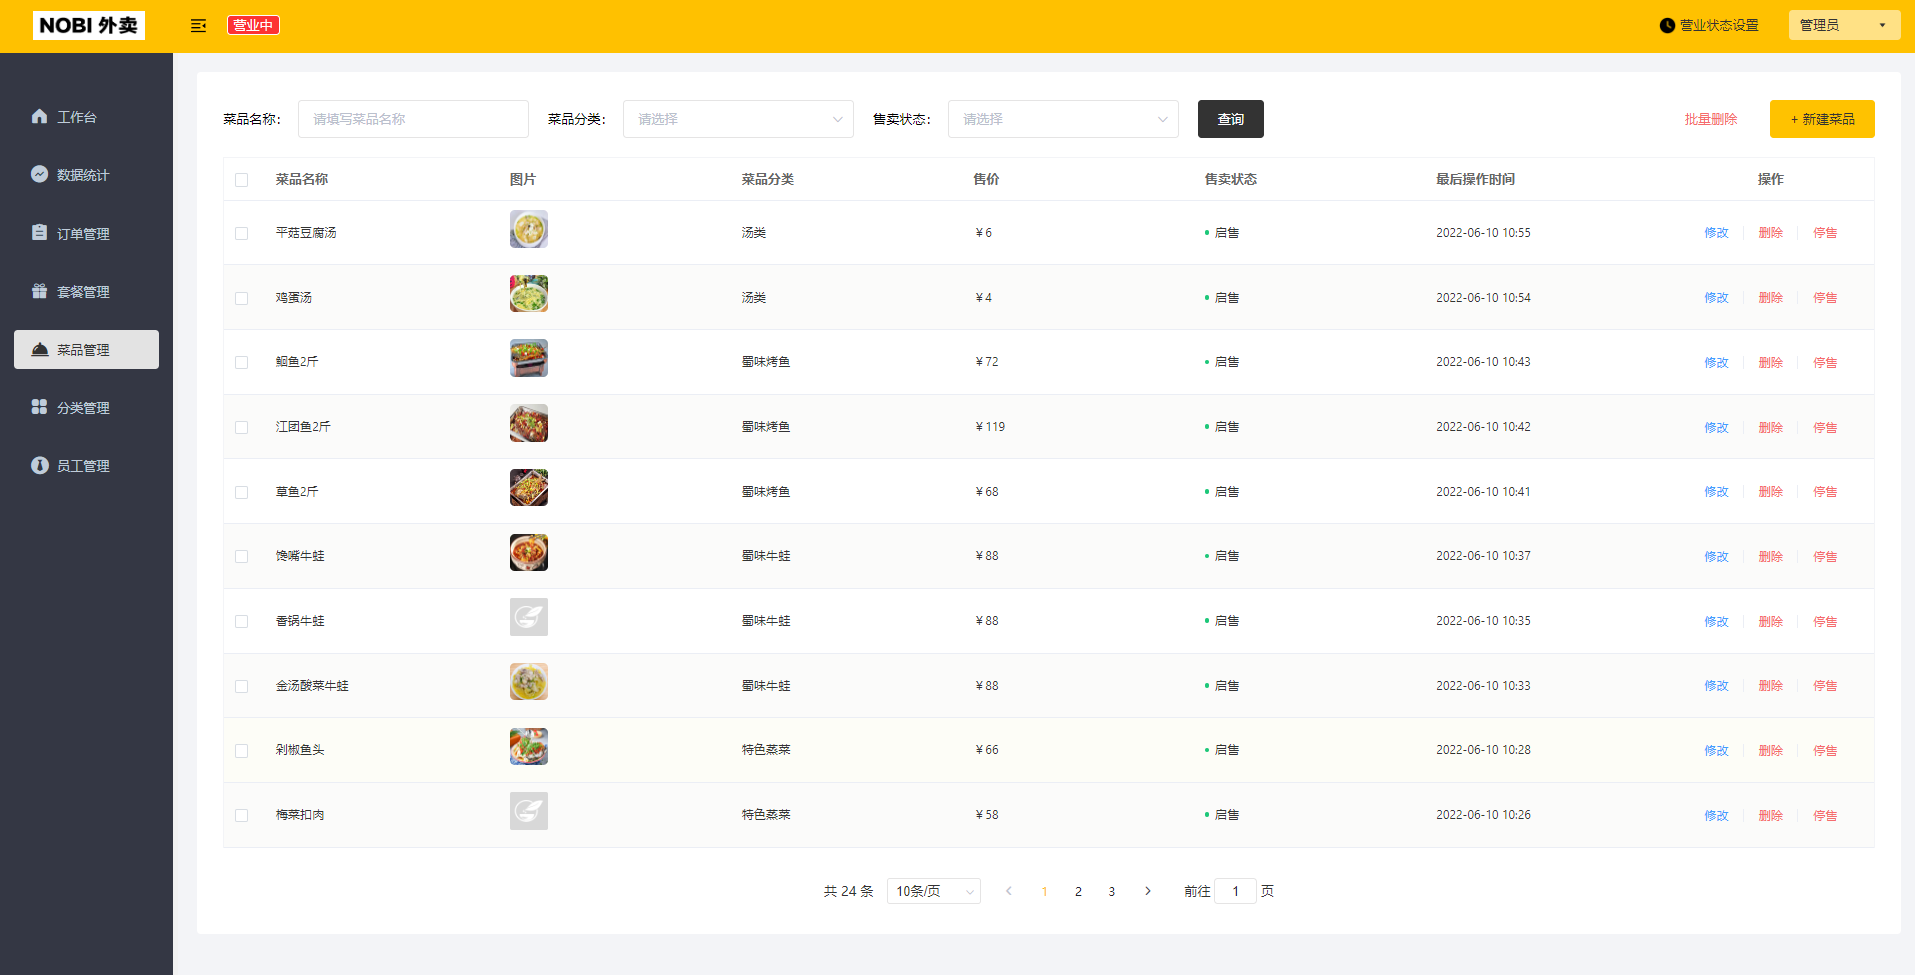 NOBI 外卖 营业中 营业状态设置 管理员
工作台
数据统计
订单管理
套餐管理
菜品管理
分类管理
员工管理
菜品名称: 请填写菜品名称 菜品分类: 请选择 售卖状态: 请选择 查询 批量删除 + 新建菜品
菜品名称 图片 菜品分类 售价 售卖状态 最后操作时间 操作
平菇豆腐汤 汤类 ¥ 6 启售 2022-06-10 10:55 修改 删除 停售
鸡蛋汤 汤类 ¥ 4 启售 2022-06-10 10:54 修改 删除 停售
鮰鱼2斤 蜀味烤鱼 ¥ 72 启售 2022-06-10 10:43 修改 删除 停售
江团鱼2斤 蜀味烤鱼 ¥ 119 启售 2022-06-10 10:42 修改 删除 停售
草鱼2斤 蜀味烤鱼 ¥ 68 启售 2022-06-10 10:41 修改 删除 停售
馋嘴牛蛙 蜀味牛蛙 ¥ 88 启售 2022-06-10 10:37 修改 删除 停售
香锅牛蛙 蜀味牛蛙 ¥ 88 启售 2022-06-10 10:35 修改 删除 停售
金汤酸菜牛蛙 蜀味牛蛙 ¥ 88 启售 2022-06-10 10:33 修改 删除 停售
剁椒鱼头 特色蒸菜 ¥ 66 启售 2022-06-10 10:28 修改 删除 停售
梅菜扣肉 特色蒸菜 ¥ 58 启售 2022-06-10 10:26 修改 删除 停售
共 24 条 10条/页 1 2 3 前往 1 页